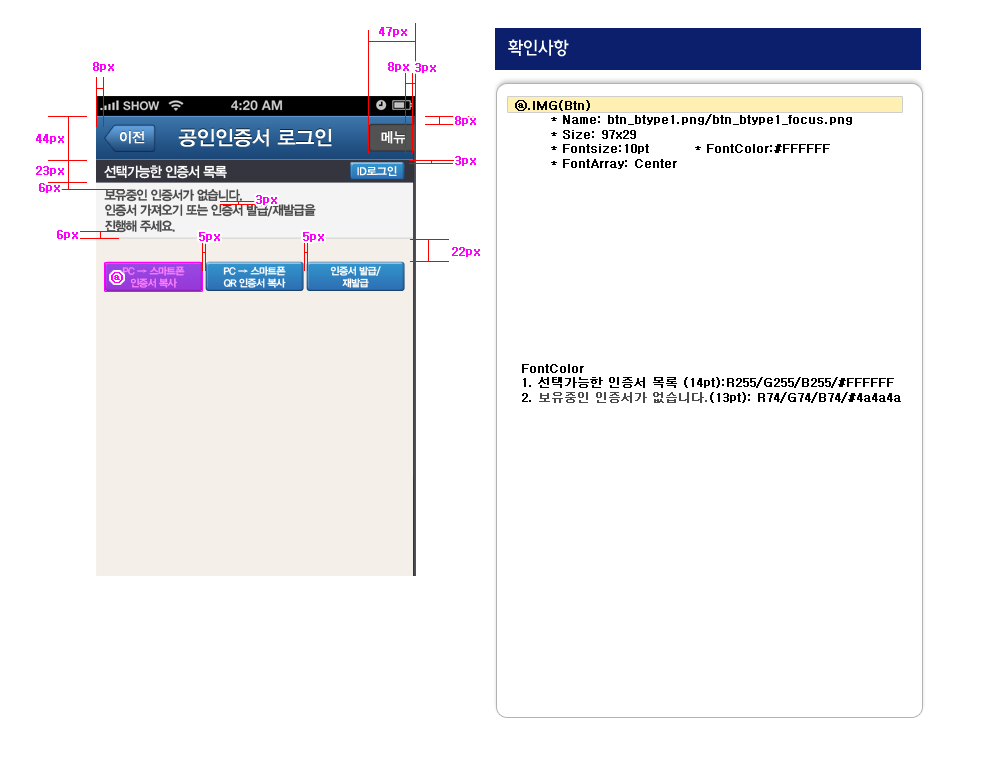 47px
8px
8px 3px
SHOW 4:20 AM
8px
44px
이전 공인인증서 로그인 메뉴
3px
23px
선택가능한 인증서 목록 ID로그인
6px
보유중인 인증서가 없습니다.
3px
인증서 가져오기 또는 인증서 발급/재발급을
진행해 주세요.
6px
5px 5px
22px
ⓐ PC → 스마트폰
인증서 복사
PC → 스마트폰
QR 인증서 복사
인증서 발급/
재발급
확인사항
ⓐ.IMG(Btn)
* Name: btn_btype1.png/btn_btype1_focus.png
* Size: 97x29
* Fontsize:10pt * FontColor:#FFFFFF
* FontArray: Center
FontColor
1. 선택가능한 인증서 목록 (14pt):R255/G255/B255/#FFFFFF
2. 보유중인 인증서가 없습니다.(13pt): R74/G74/B74/#4a4a4a